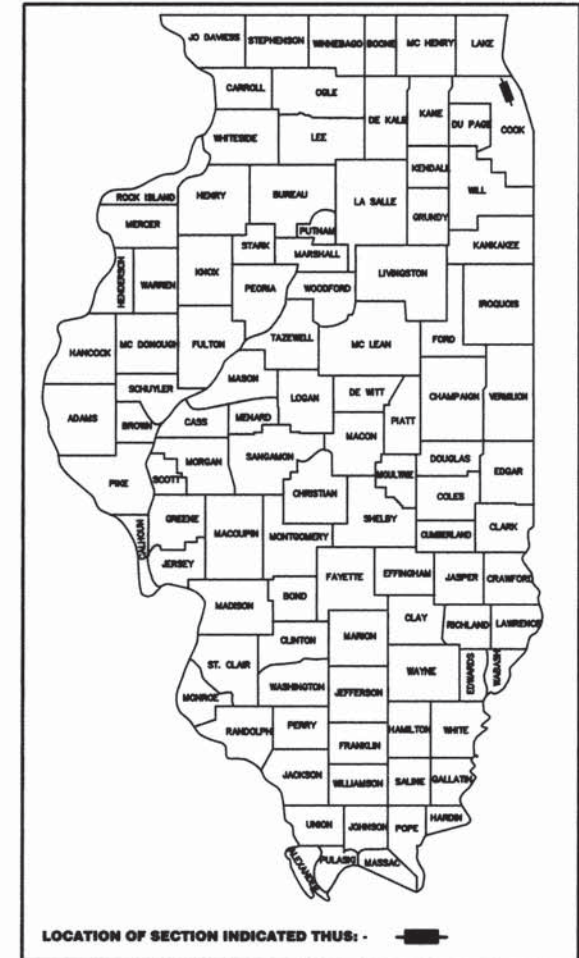 JO DAVIESS STEPHENSON WINNEBAGO BOONE MC HENRY LAKE
CARROLL OGLE DE KALB KANE DU PAGE COOK
WHITESIDE LEE
KENDALL WILL
ROCK ISLAND HENRY BUREAU LA SALLE GRUNDY
MERCER STARK PUTNAM KANKAKEE
MARSHALL
HENDERSON WARREN KNOX PEORIA WOODFORD LIVINGSTON IROQUOIS
HANCOCK MC DONOUGH FULTON TAZEWELL MC LEAN FORD
SCHUYLER MASON
ADAMS BROWN CASS MENARD LOGAN DE WITT PIATT CHAMPAIGN VERMILION
MACON
PIKE SCOTT MORGAN SANGAMON MOULTRIE DOUGLAS EDGAR
CHRISTIAN COLES
CALHOUN GREENE MACOUPIN MONTGOMERY SHELBY CUMBERLAND CLARK
JERSEY FAYETTE EFFINGHAM JASPER CRAWFORD
MADISON BOND
CLINTON MARION CLAY RICHLAND LAWRENCE
ST. CLAIR WAYNE EDWARDS WABASH
MONROE WASHINGTON JEFFERSON
RANDOLPH PERRY HAMILTON WHITE
FRANKLIN
JACKSON WILLIAMSON SALINE GALLATIN
UNION JOHNSON POPE HARDIN
ALEXANDER PULASKI MASSAC
LOCATION OF SECTION INDICATED THUS: -